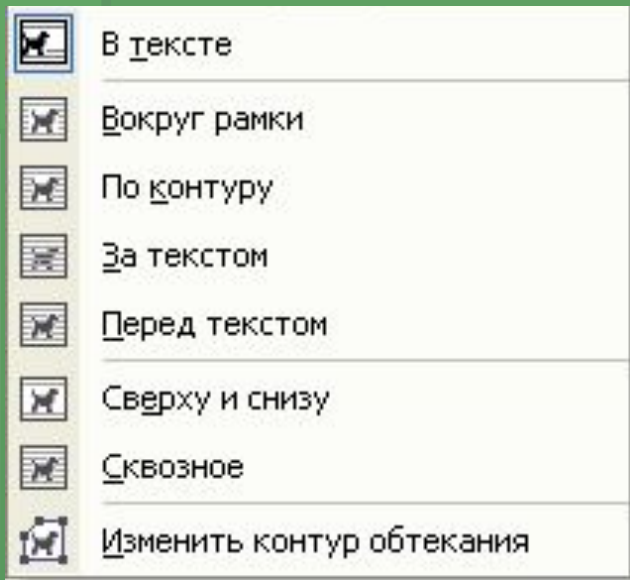 В тексте
Вокруг рамки
По контуру
За текстом
Перед текстом
Сверху и снизу
Сквозное
Изменить контур обтекания